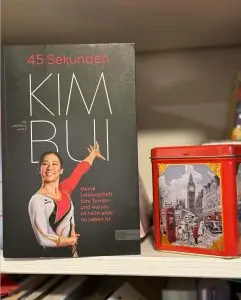 45 Sekunden
KIM
BUI
Meine
Leidenschaft
fürs Turnen –
und warum
es nicht alles
im Leben ist